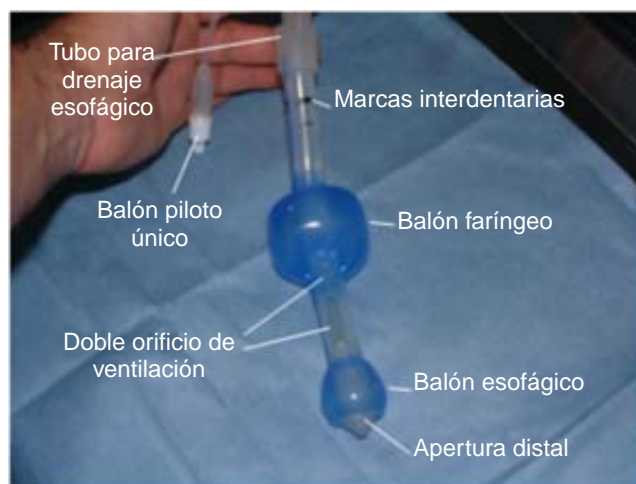 Tubo para
drenaje
esofágico
Marcas interdentarias
Balón piloto
único
Balón faríngeo
Doble orificio de
ventilación
Balón esofágico
Apertura distal